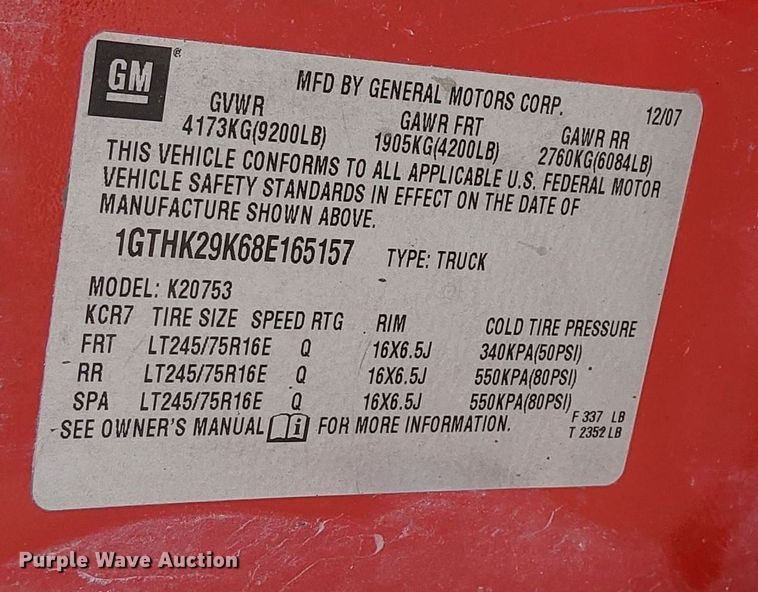 GM ®
MFD BY GENERAL MOTORS CORP.
12/07
GVWR GAWR FRT GAWR RR
4173KG(9200LB) 1905KG(4200LB) 2760KG(6084LB)
THIS VEHICLE CONFORMS TO ALL APPLICABLE U.S. FEDERAL MOTOR
VEHICLE SAFETY STANDARDS IN EFFECT ON THE DATE OF
MANUFACTURE SHOWN ABOVE.
1GTHK29K68E165157 TYPE: TRUCK
MODEL: K20753
KCR7 TIRE SIZE SPEED RTG RIM COLD TIRE PRESSURE
FRT LT245/75R16E Q 16X6.5J 340KPA(50PSI)
RR LT245/75R16E Q 16X6.5J 550KPA(80PSI)
SPA LT245/75R16E Q 16X6.5J 550KPA(80PSI)
SEE OWNER'S MANUAL i FOR MORE INFORMATION.
F 337 LB
T 2352 LB
Purple Wave Auction